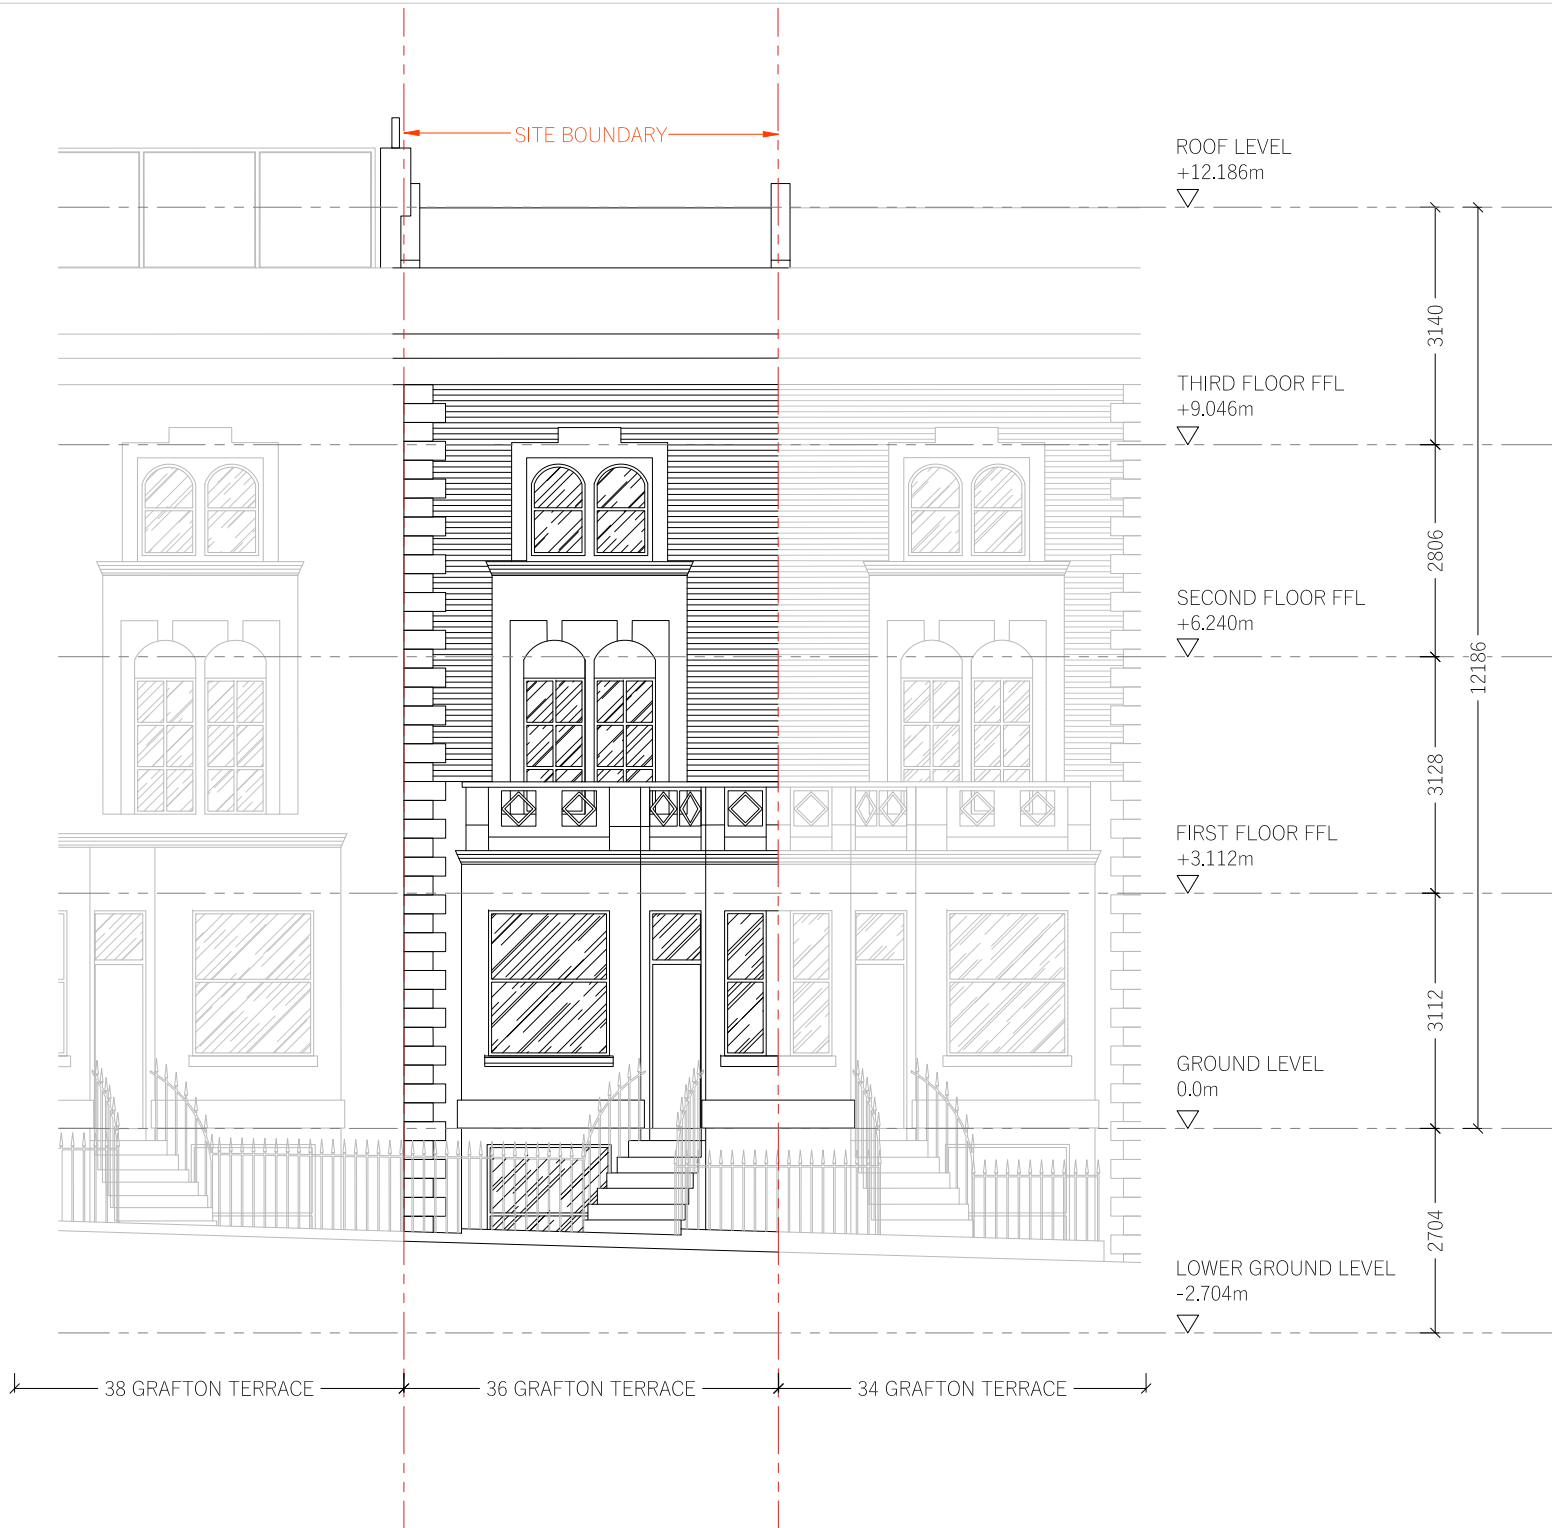 SITE BOUNDARY
ROOF LEVEL
+12.186m
3140
THIRD FLOOR FFL
+9.046m
2806
SECOND FLOOR FFL
+6.240m
12186
3128
FIRST FLOOR FFL
+3.112m
3112
GROUND LEVEL
0.0m
2704
LOWER GROUND LEVEL
-2.704m
38 GRAFTON TERRACE
36 GRAFTON TERRACE
34 GRAFTON TERRACE